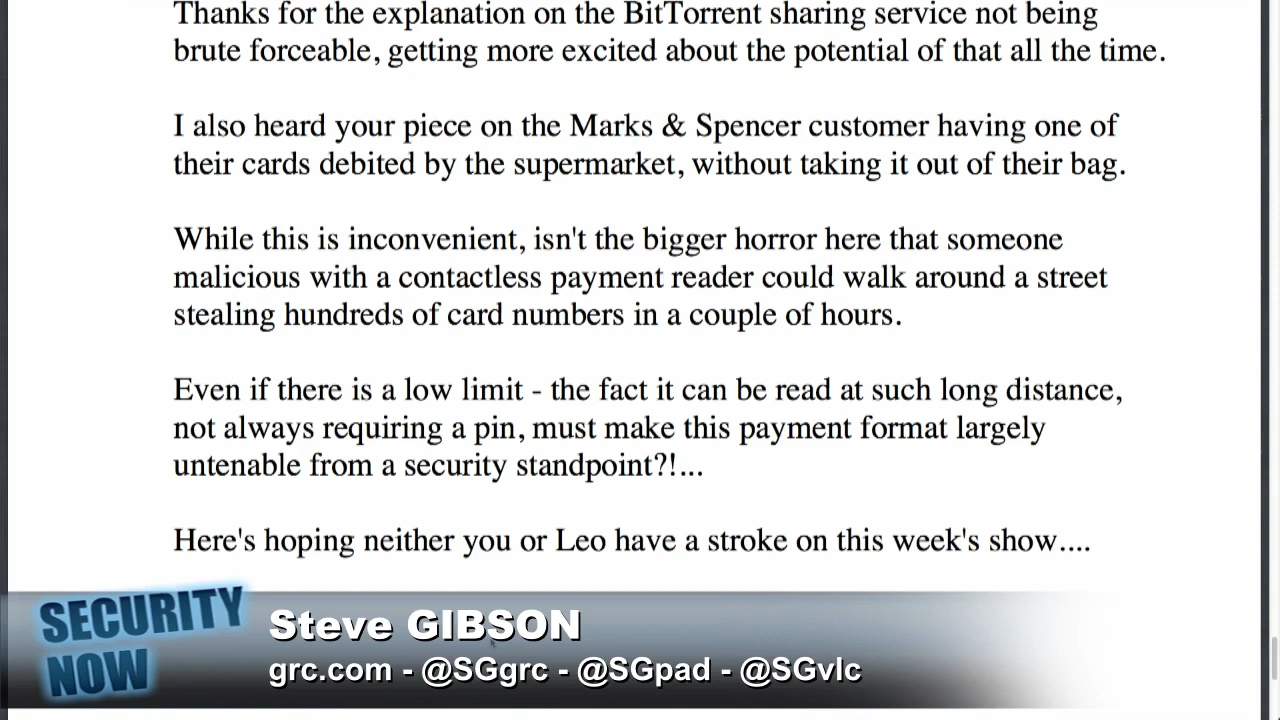 Thanks for the explanation on the BitTorrent sharing service not being
brute forceable, getting more excited about the potential of that all the time.
I also heard your piece on the Marks & Spencer customer having one of
their cards debited by the supermarket, without taking it out of their bag.
While this is inconvenient, isn't the bigger horror here that someone
malicious with a contactless payment reader could walk around a street
stealing hundreds of card numbers in a couple of hours.
Even if there is a low limit - the fact it can be read at such long distance,
not always requiring a pin, must make this payment format largely
untenable from a security standpoint?!...
Here's hoping neither you or Leo have a stroke on this week's show....
SECURITY
NOW
Steve GIBSON
grc.com - @SGgrc - @SGpad - @SGvlc